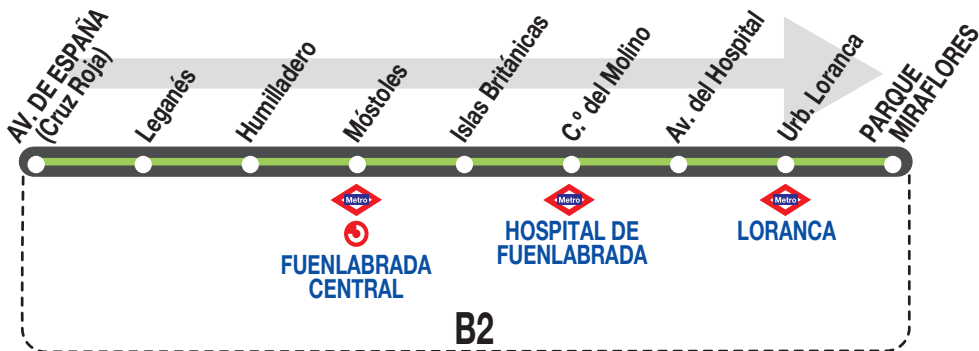 AV. DE ESPAÑA
(Cruz Roja)
Leganés
Humilladero
Móstoles
Islas Británicas
C.º del Molino
Av. del Hospital
Urb. Loranca
PARQUE
MIRAFLORES
Metro
Metro
Metro
FUENLABRADA
CENTRAL
HOSPITAL DE
FUENLABRADA
LORANCA
B2